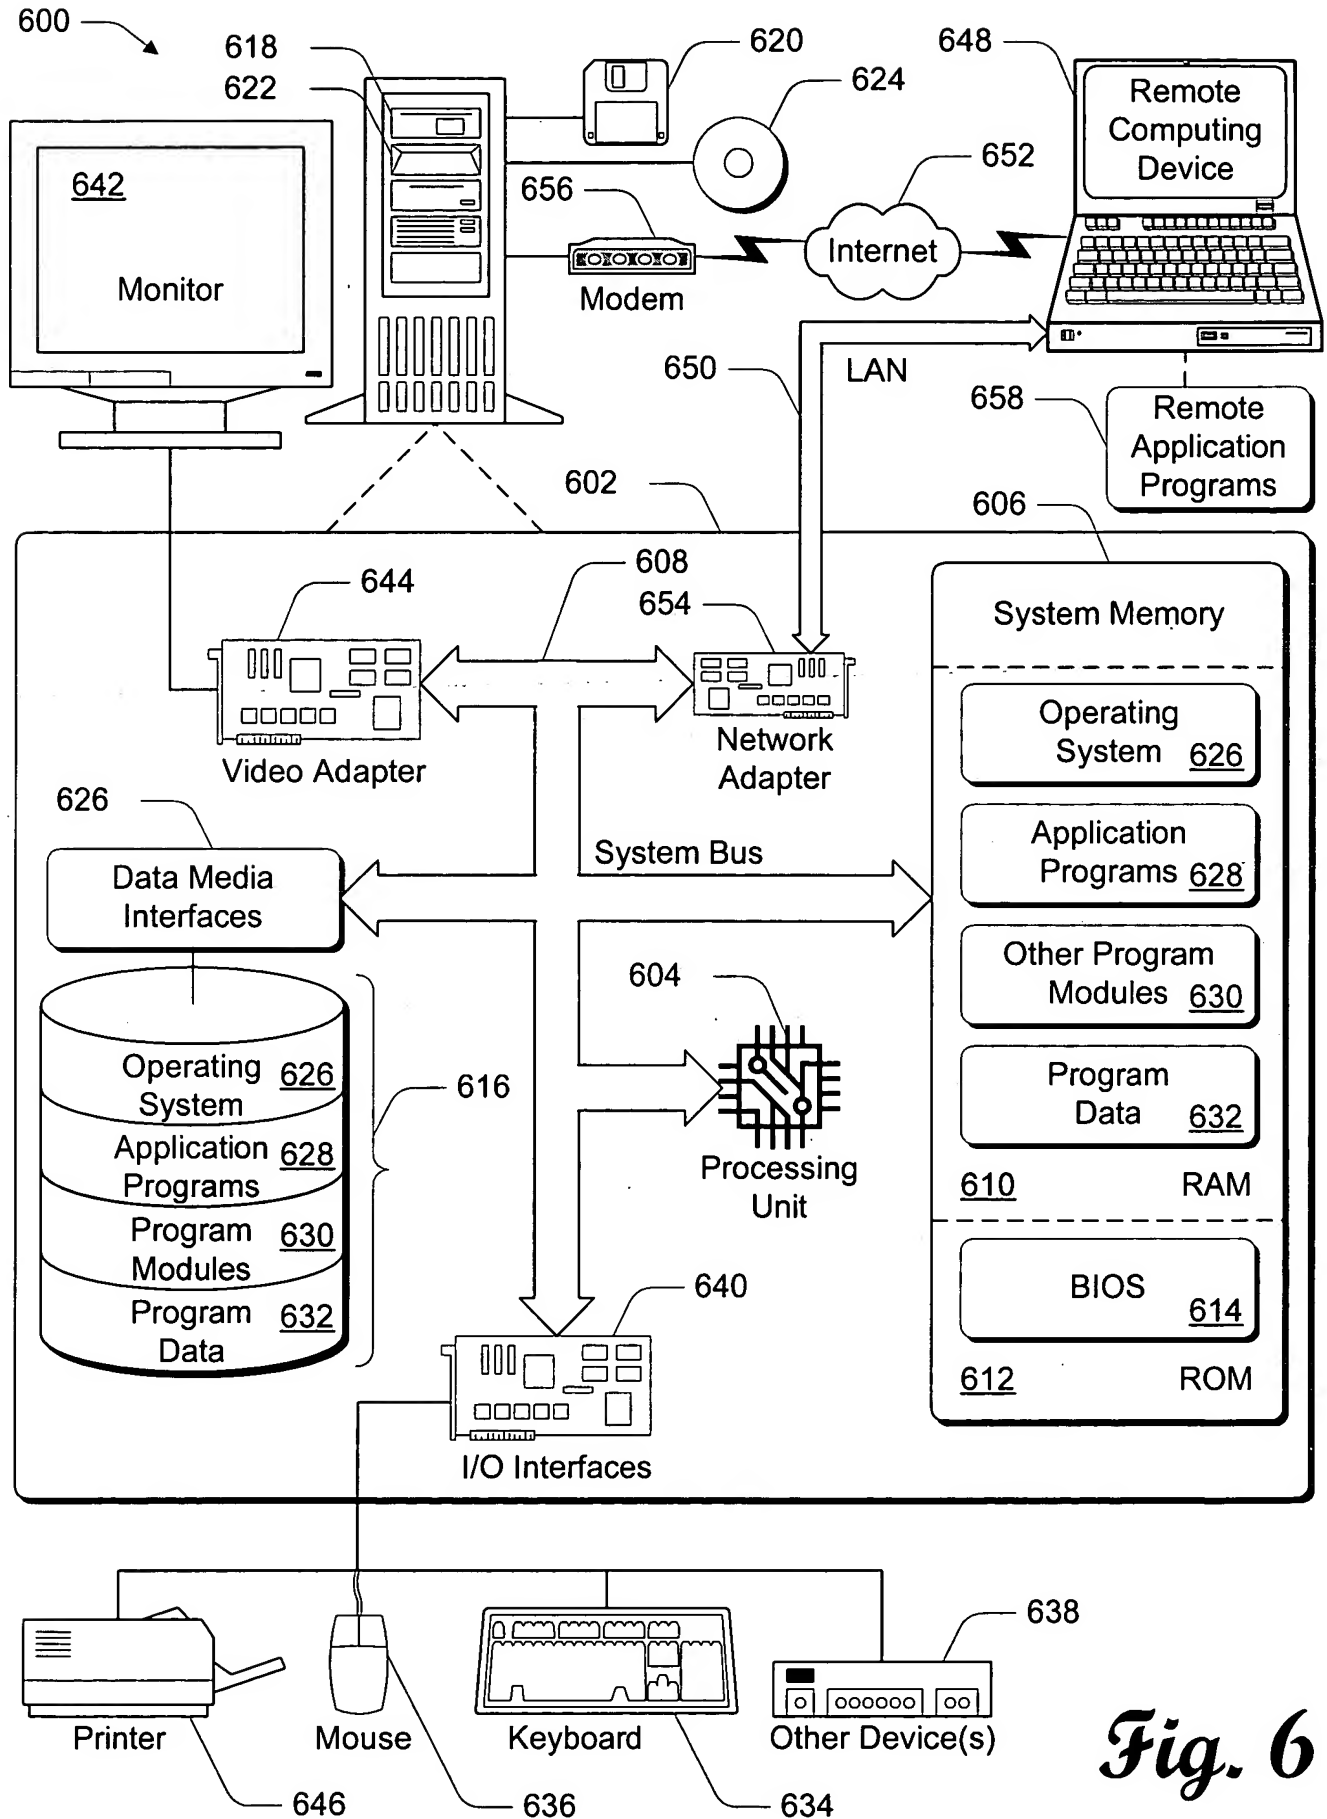 600
618
622
620
624
648
Remote
Computing
Device
642
Monitor
656
Modem
652
Internet
650
LAN
658
Remote
Application
Programs
602
606
608
644
654
Video Adapter
Network
Adapter
System Memory
Operating
System 626
Application
Programs 628
Other Program
Modules 630
Program
Data 632
610 RAM
BIOS
614
612 ROM
626
Data Media
Interfaces
System Bus
604
Processing
Unit
Operating
System 626
Application
Programs 628
Program
Modules 630
Program
Data 632
616
640
I/O Interfaces
638
Printer
Mouse
Keyboard
Other Device(s)
646
636
634
Fig. 6